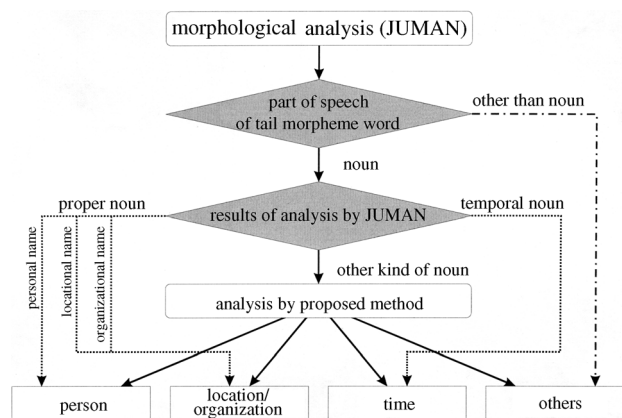 morphological analysis (JUMAN)
part of speech
of tail morpheme word
other than noun
noun
proper noun
temporal noun
results of analysis by JUMAN
personal name
locational name
organizational name
other kind of noun
analysis by proposed method
person
location/
organization
time
others